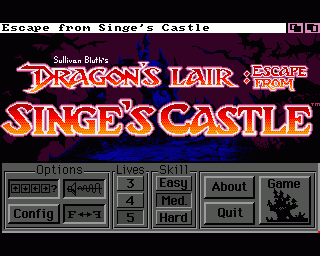 Escape from Singe's Castle
Sullivan Bluth's
DRAGON'S LAIR : ESCAPE FROM
SINGE'S CASTLE ™
Options Lives Skill
? 3 Easy About Game
4 Med.
Config F↔F 5 Hard Quit